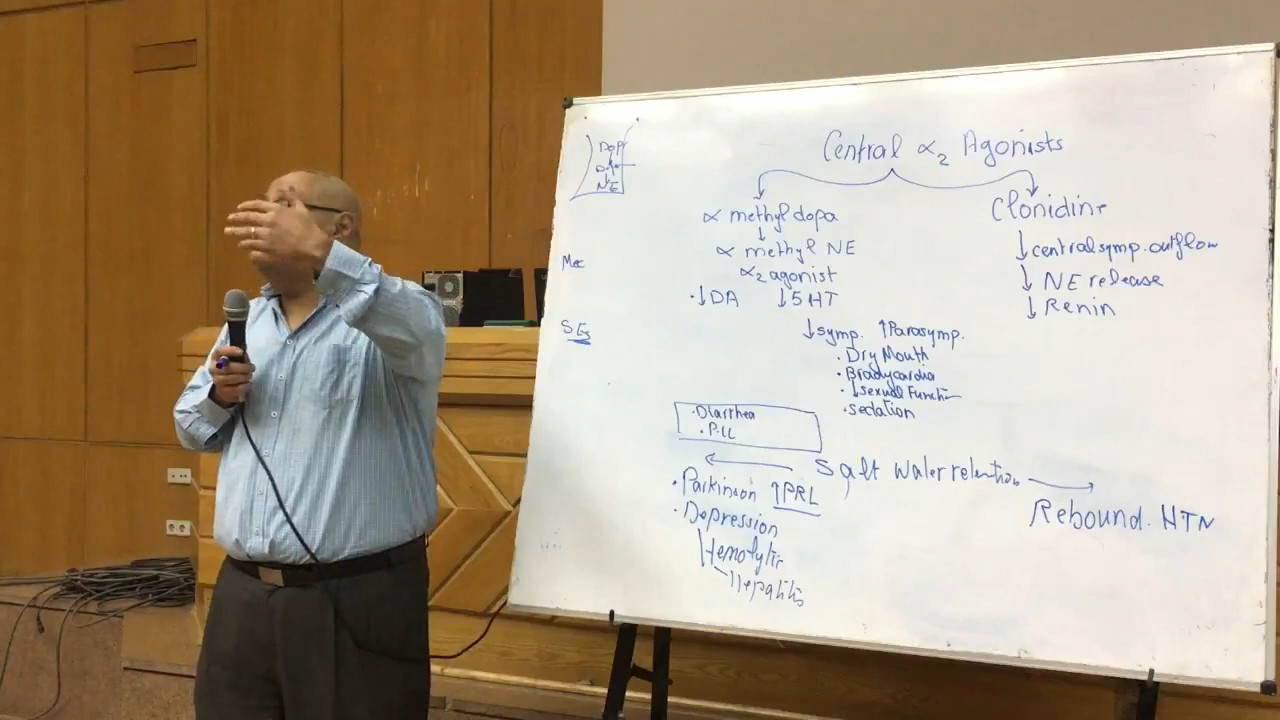 Central α₂ Agonists
DOP
DA
NE
α methyl dopa
↓
α methyl NE
α₂ agonist
·↓DA ↓5HT
Clonidine
↓central symp. outflow
↓ NE release
↓ Renin
Mec
SEs
↓symp. ↑Parasymp.
· Dry Mouth
· Bradycardia
· ↓sexual Function
· sedation
· Diarrhea
· P.U
Salt Water retention
· Parkinson ↑PRL
· Depression
Hemolytic
Hepatitis
Rebound. HTN